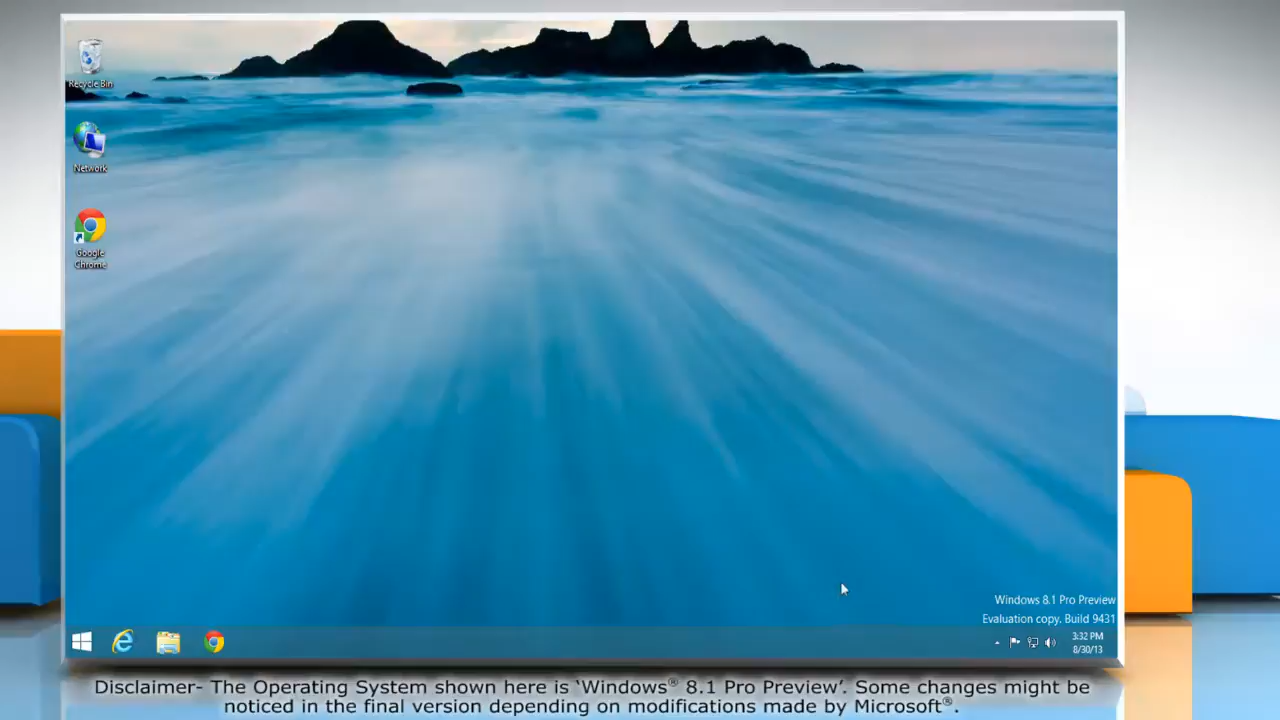 Recycle Bin
Network
Google
Chrome
Windows 8.1 Pro Preview
Evaluation copy. Build 9431
3:32 PM
8/30/13
Disclaimer- The Operating System shown here is ‘Windows® 8.1 Pro Preview’. Some changes might be
noticed in the final version depending on modifications made by Microsoft®.